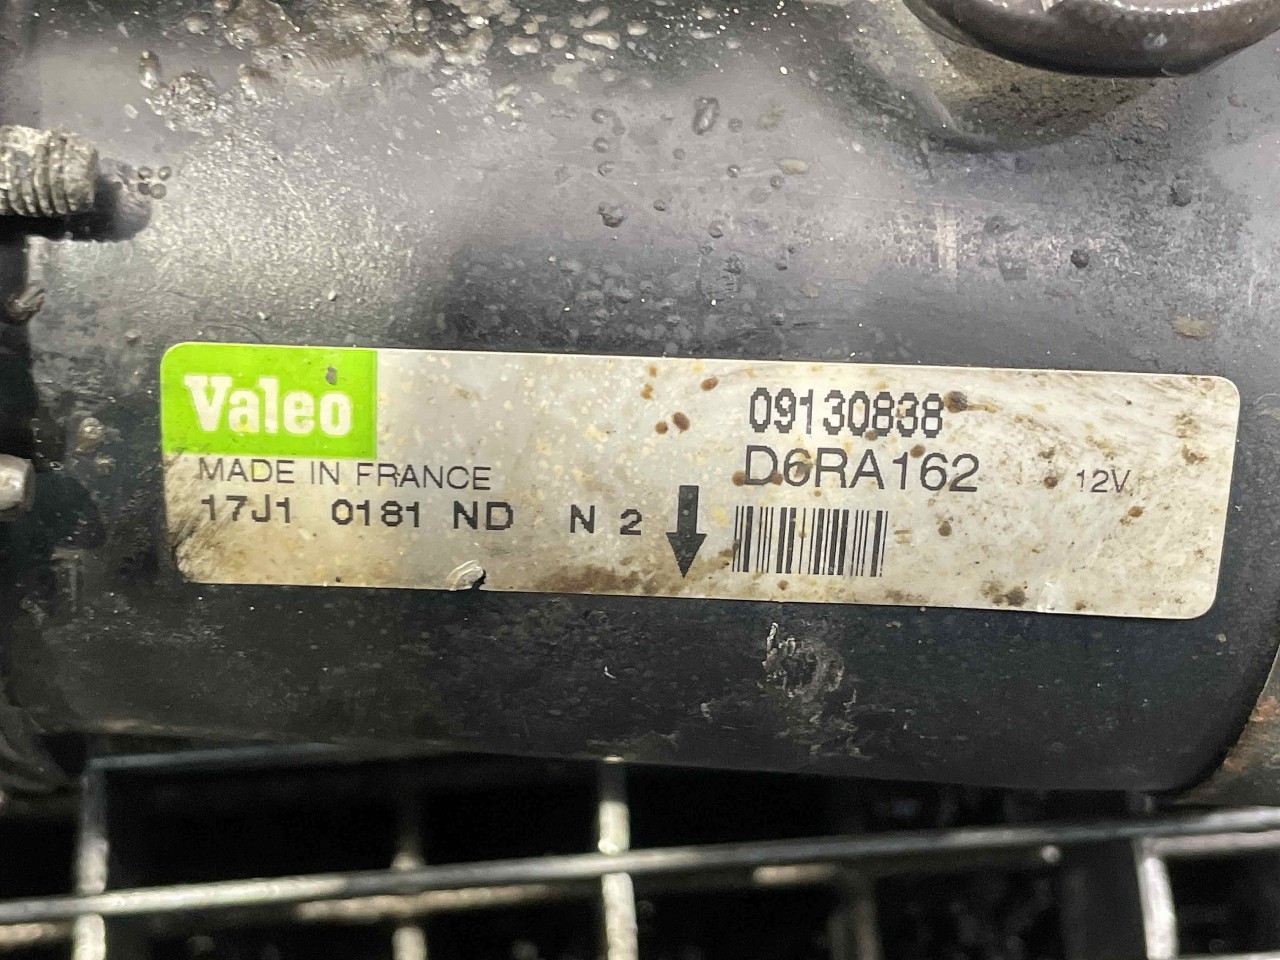 Valeo
09130838
MADE IN FRANCE
D6RA162 12V.
17J1 0181 ND N 2